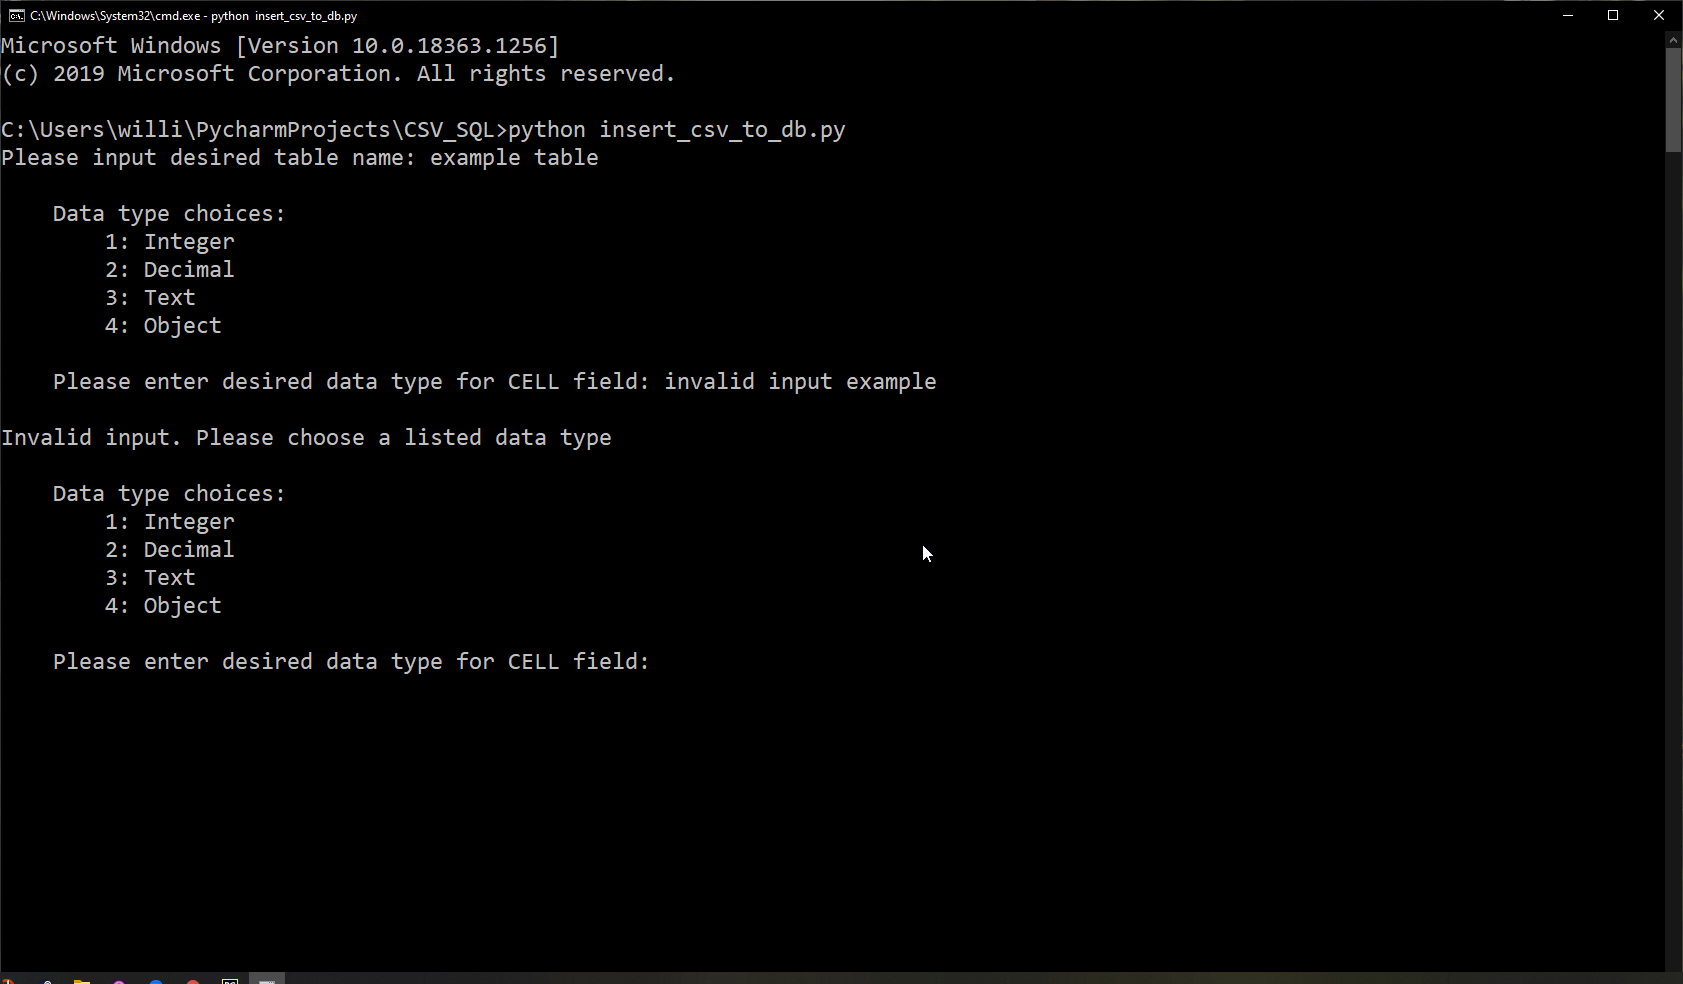 C:\Windows\System32\cmd.exe - python  insert_csv_to_db.py
Microsoft Windows [Version 10.0.18363.1256]
(c) 2019 Microsoft Corporation. All rights reserved.
C:\Users\willi\PycharmProjects\CSV_SQL>python insert_csv_to_db.py
Please input desired table name: example table
Data type choices:
1: Integer
2: Decimal
3: Text
4: Object
Please enter desired data type for CELL field: invalid input example
Invalid input. Please choose a listed data type
Data type choices:
1: Integer
2: Decimal
3: Text
4: Object
Please enter desired data type for CELL field: